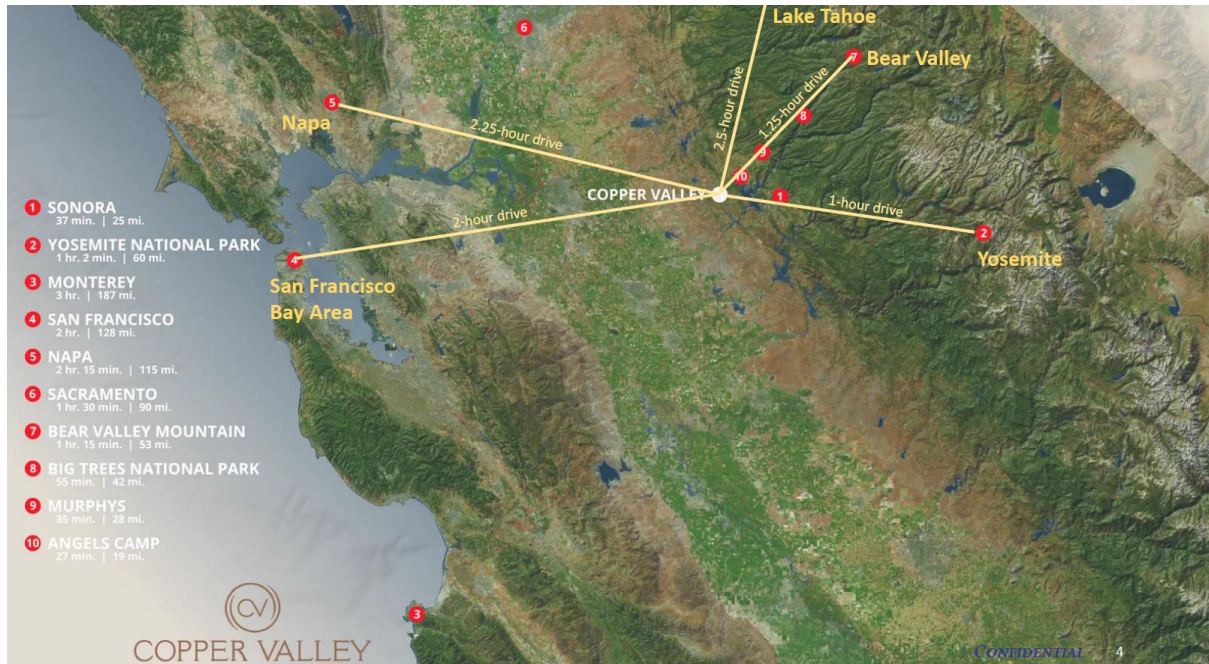 Lake Tahoe
6
7
Bear Valley
5
Napa
2.25-hour drive
2.5-hour drive
1.25-hour drive
8
9
10
COPPER VALLEY
1
1-hour drive
2
Yosemite
2-hour drive
4
San Francisco
Bay Area
1 SONORA
37 min. | 25 mi.
2 YOSEMITE NATIONAL PARK
1 hr. 2 min. | 60 mi.
3 MONTEREY
3 hr. | 187 mi.
4 SAN FRANCISCO
2 hr. | 128 mi.
5 NAPA
2 hr. 15 min. | 115 mi.
6 SACRAMENTO
1 hr. 30 min. | 90 mi.
7 BEAR VALLEY MOUNTAIN
1 hr. 15 min. | 53 mi.
8 BIG TREES NATIONAL PARK
55 min. | 42 mi.
9 MURPHYS
35 min. | 28 mi.
10 ANGELS CAMP
27 min. | 19 mi.
3
CV
COPPER VALLEY
CONFIDENTIAL 4